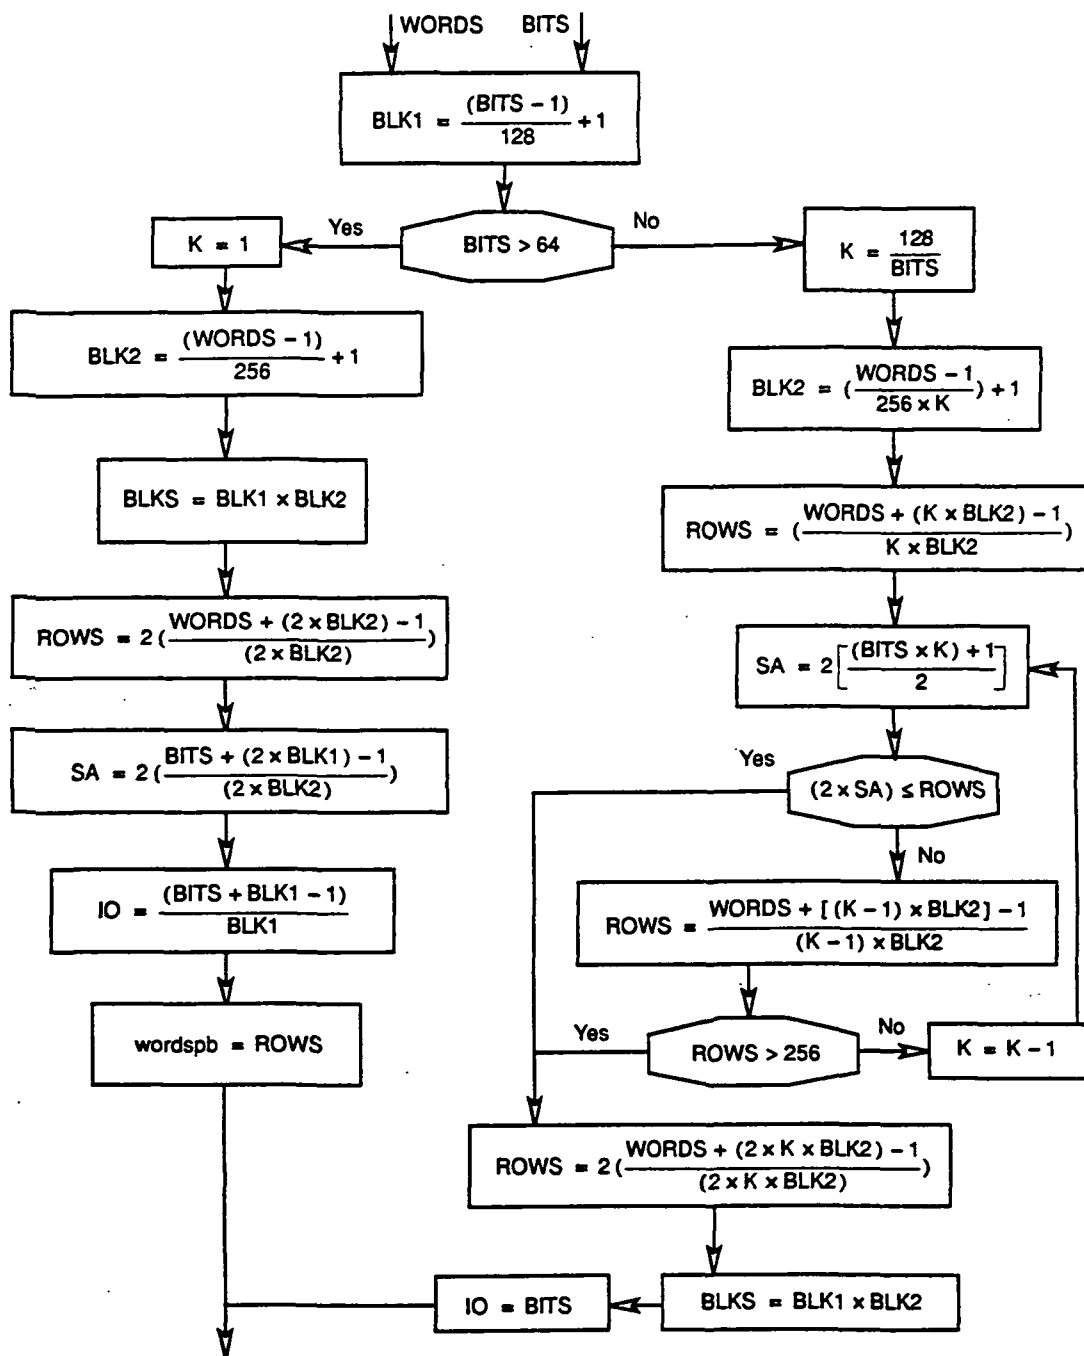 WORDS BITS
BLK1 = (BITS − 1) / 128 + 1
BITS > 64
Yes
No
K = 1
BLK2 = (WORDS − 1) / 256 + 1
BLKS = BLK1 × BLK2
ROWS = 2 ( WORDS + (2 × BLK2) − 1 / (2 × BLK2) )
SA = 2 ( BITS + (2 × BLK1) − 1 / (2 × BLK2) )
IO = (BITS + BLK1 − 1) / BLK1
wordspb = ROWS
K = 128 / BITS
BLK2 = ( WORDS − 1 / 256 × K ) + 1
ROWS = ( WORDS + (K × BLK2) − 1 / K × BLK2 )
SA = 2 [ (BITS × K) + 1 / 2 ]
Yes
(2 × SA) ≤ ROWS
No
ROWS = WORDS + [ (K − 1) × BLK2 ] − 1 / (K − 1) × BLK2
Yes
ROWS > 256
No
K = K − 1
ROWS = 2 ( WORDS + (2 × K × BLK2) − 1 / (2 × K × BLK2) )
BLKS = BLK1 × BLK2
IO = BITS